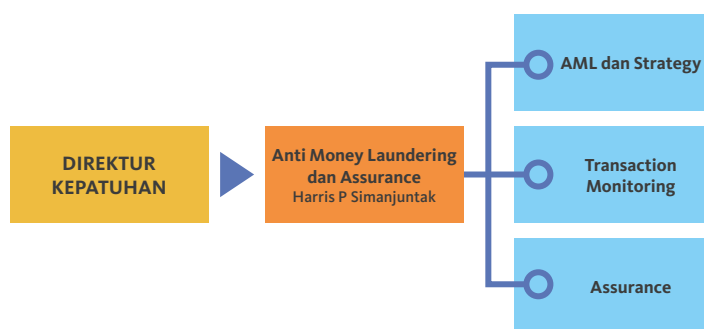 DIREKTUR
KEPATUHAN
Anti Money Laundering
dan Assurance
Harris P Simanjuntak
AML dan Strategy
Transaction
Monitoring
Assurance